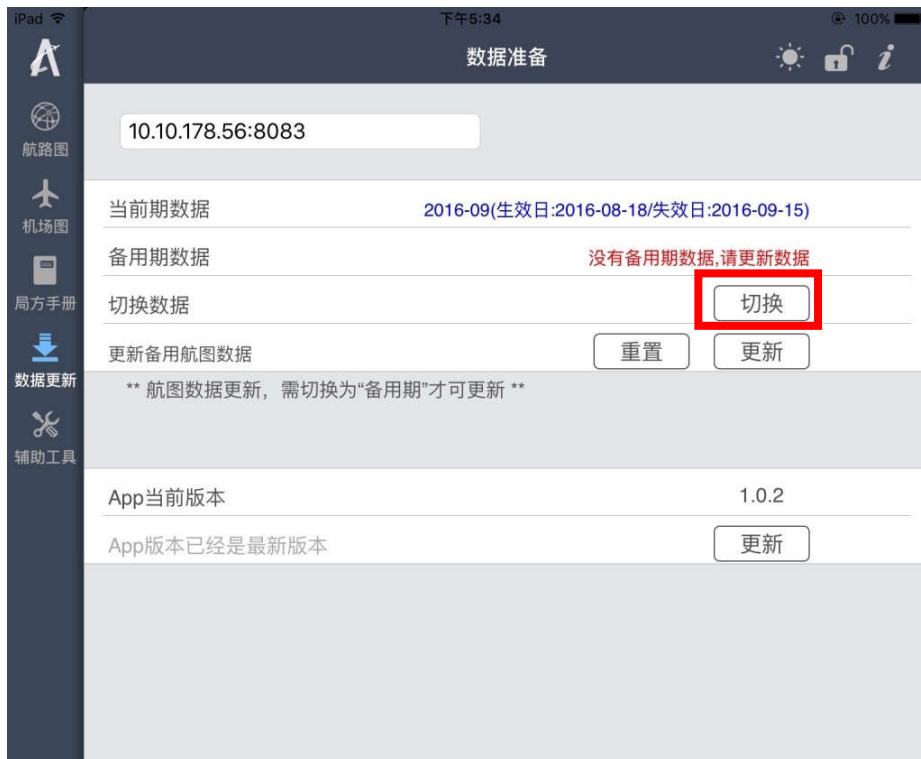 iPad 下午5:34 100%
数据准备
航路图
机场图
局方手册
数据更新
辅助工具
10.10.178.56:8083
当前期数据 2016-09(生效日:2016-08-18/失效日:2016-09-15)
备用期数据 没有备用期数据,请更新数据
切换数据 切换
更新备用航图数据 重置 更新
** 航图数据更新，需切换为“备用期”才可更新 **
App当前版本 1.0.2
App版本已经是最新版本 更新